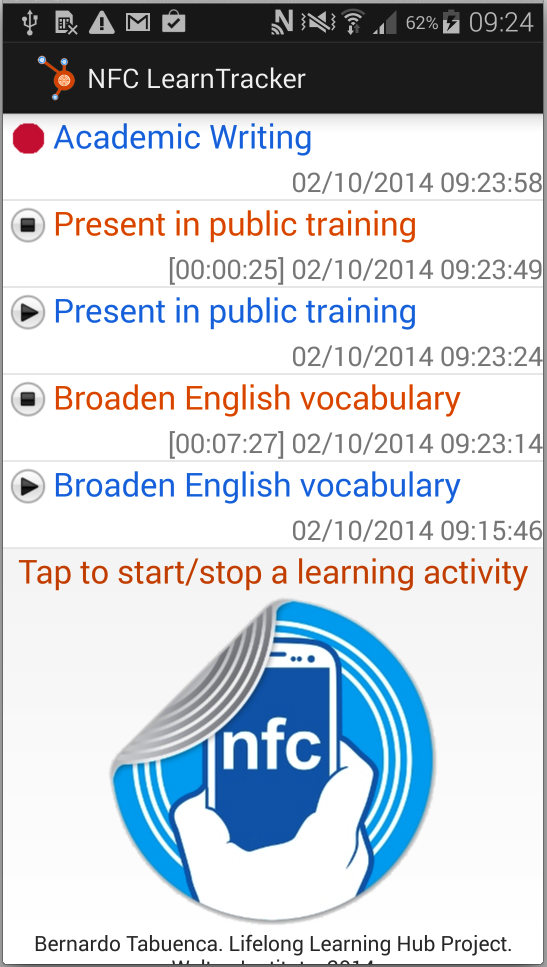 62% 09:24
NFC LearnTracker
Academic Writing
02/10/2014 09:23:58
Present in public training
[00:00:25] 02/10/2014 09:23:49
Present in public training
02/10/2014 09:23:24
Broaden English vocabulary
[00:07:27] 02/10/2014 09:23:14
Broaden English vocabulary
02/10/2014 09:15:46
Tap to start/stop a learning activity
nfc
Bernardo Tabuenca. Lifelong Learning Hub Project.